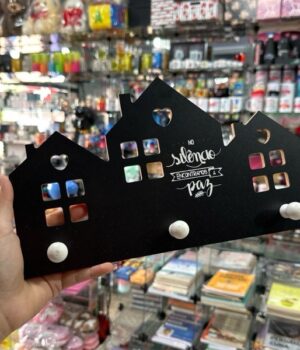 NO
silêncio
ENCONTRAMOS A
paz